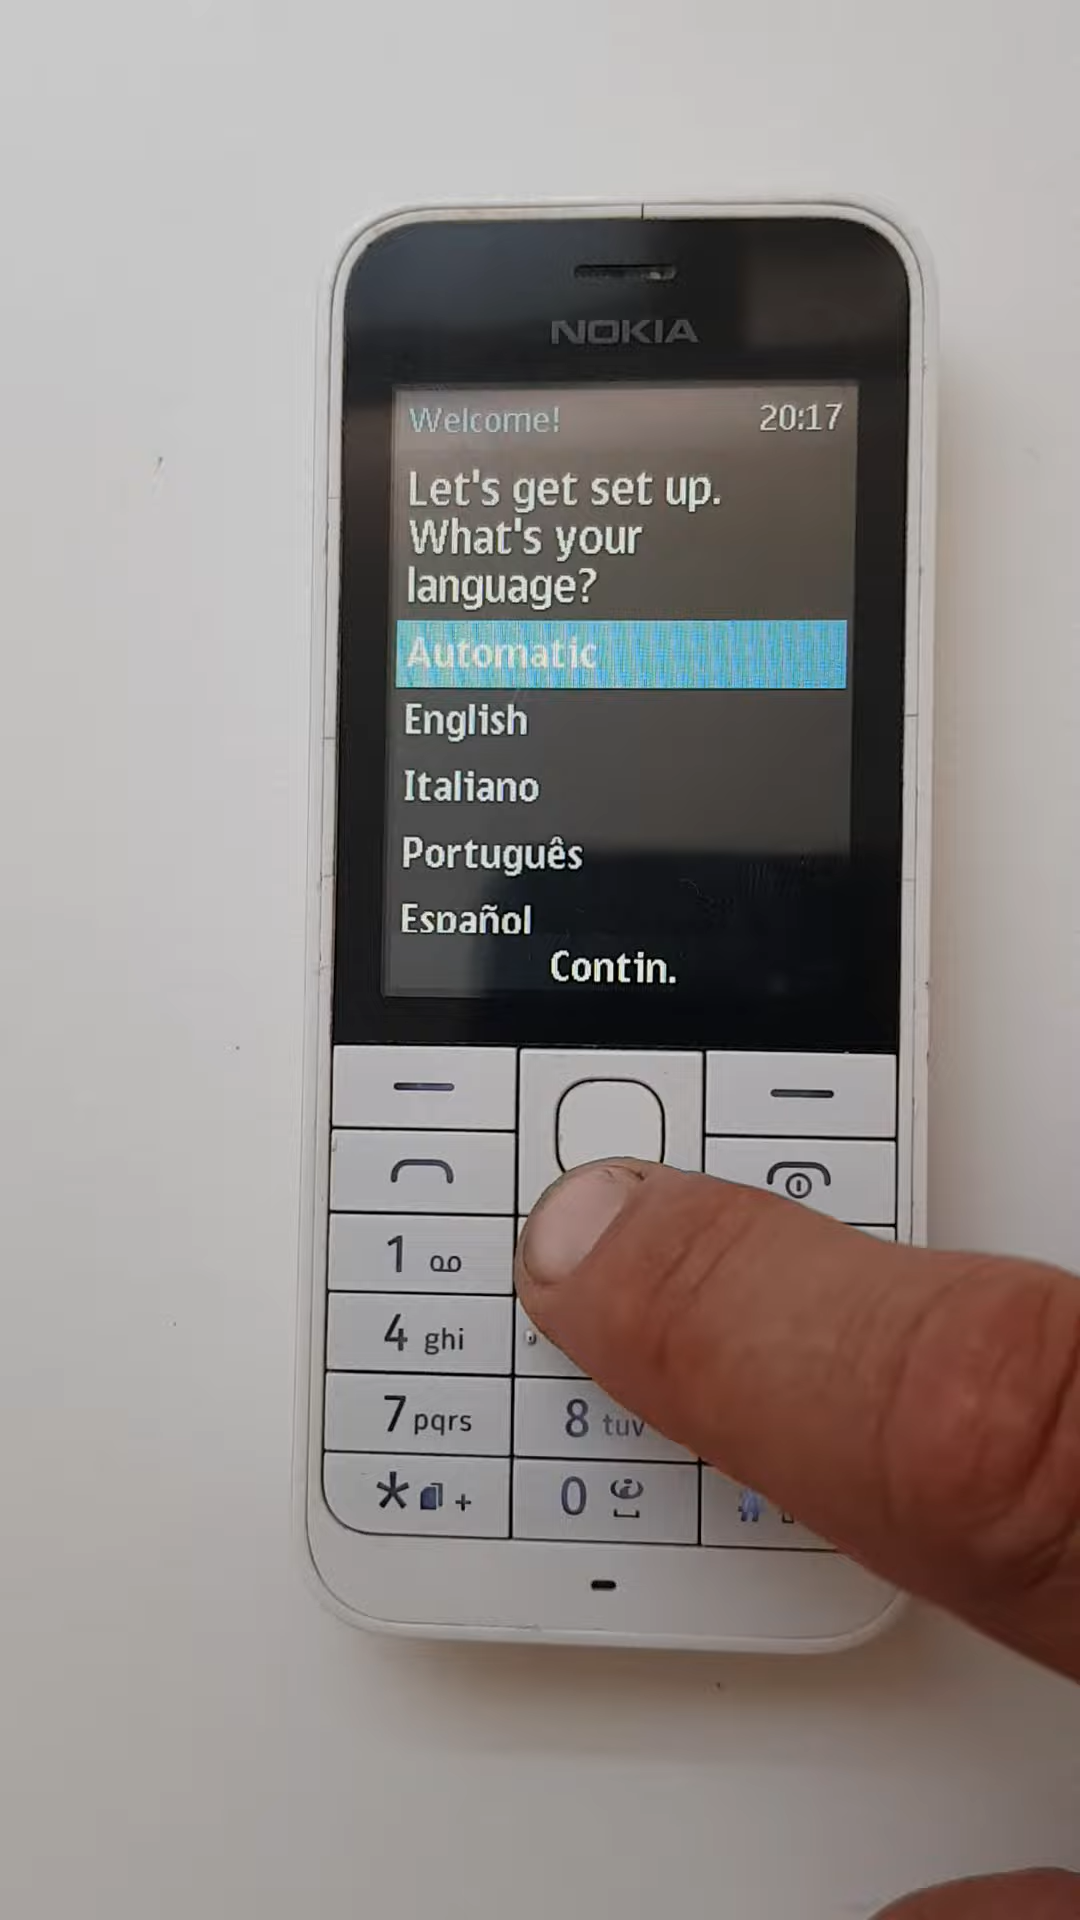 NOKIA
Welcome! 20:17
Let's get set up.
What's your
language?
Automatic
English
Italiano
Português
Español
Contin.
1
4 ghi
7 pqrs
8 tuv
* +
0
#